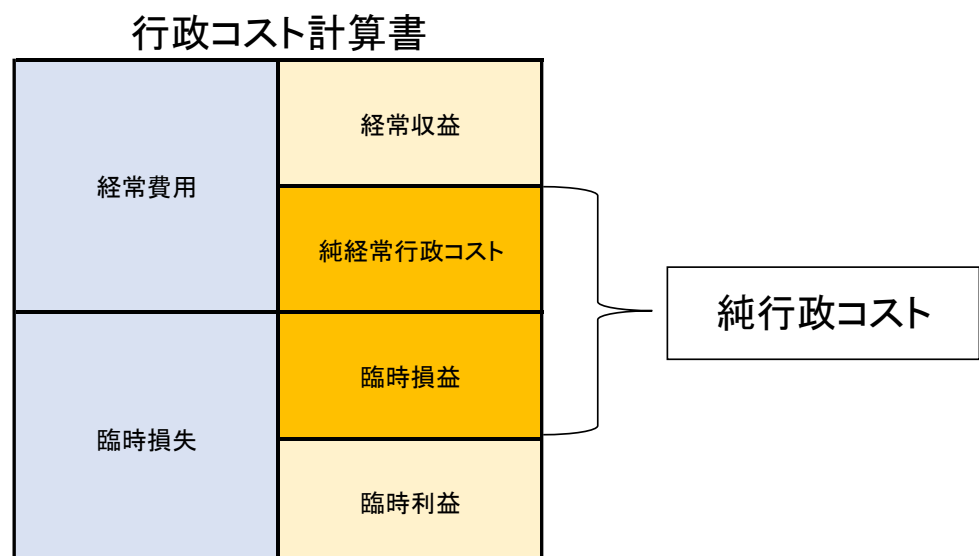 行政コスト計算書
経常費用
経常収益
純経常行政コスト
純行政コスト
臨時損益
臨時損失
臨時利益